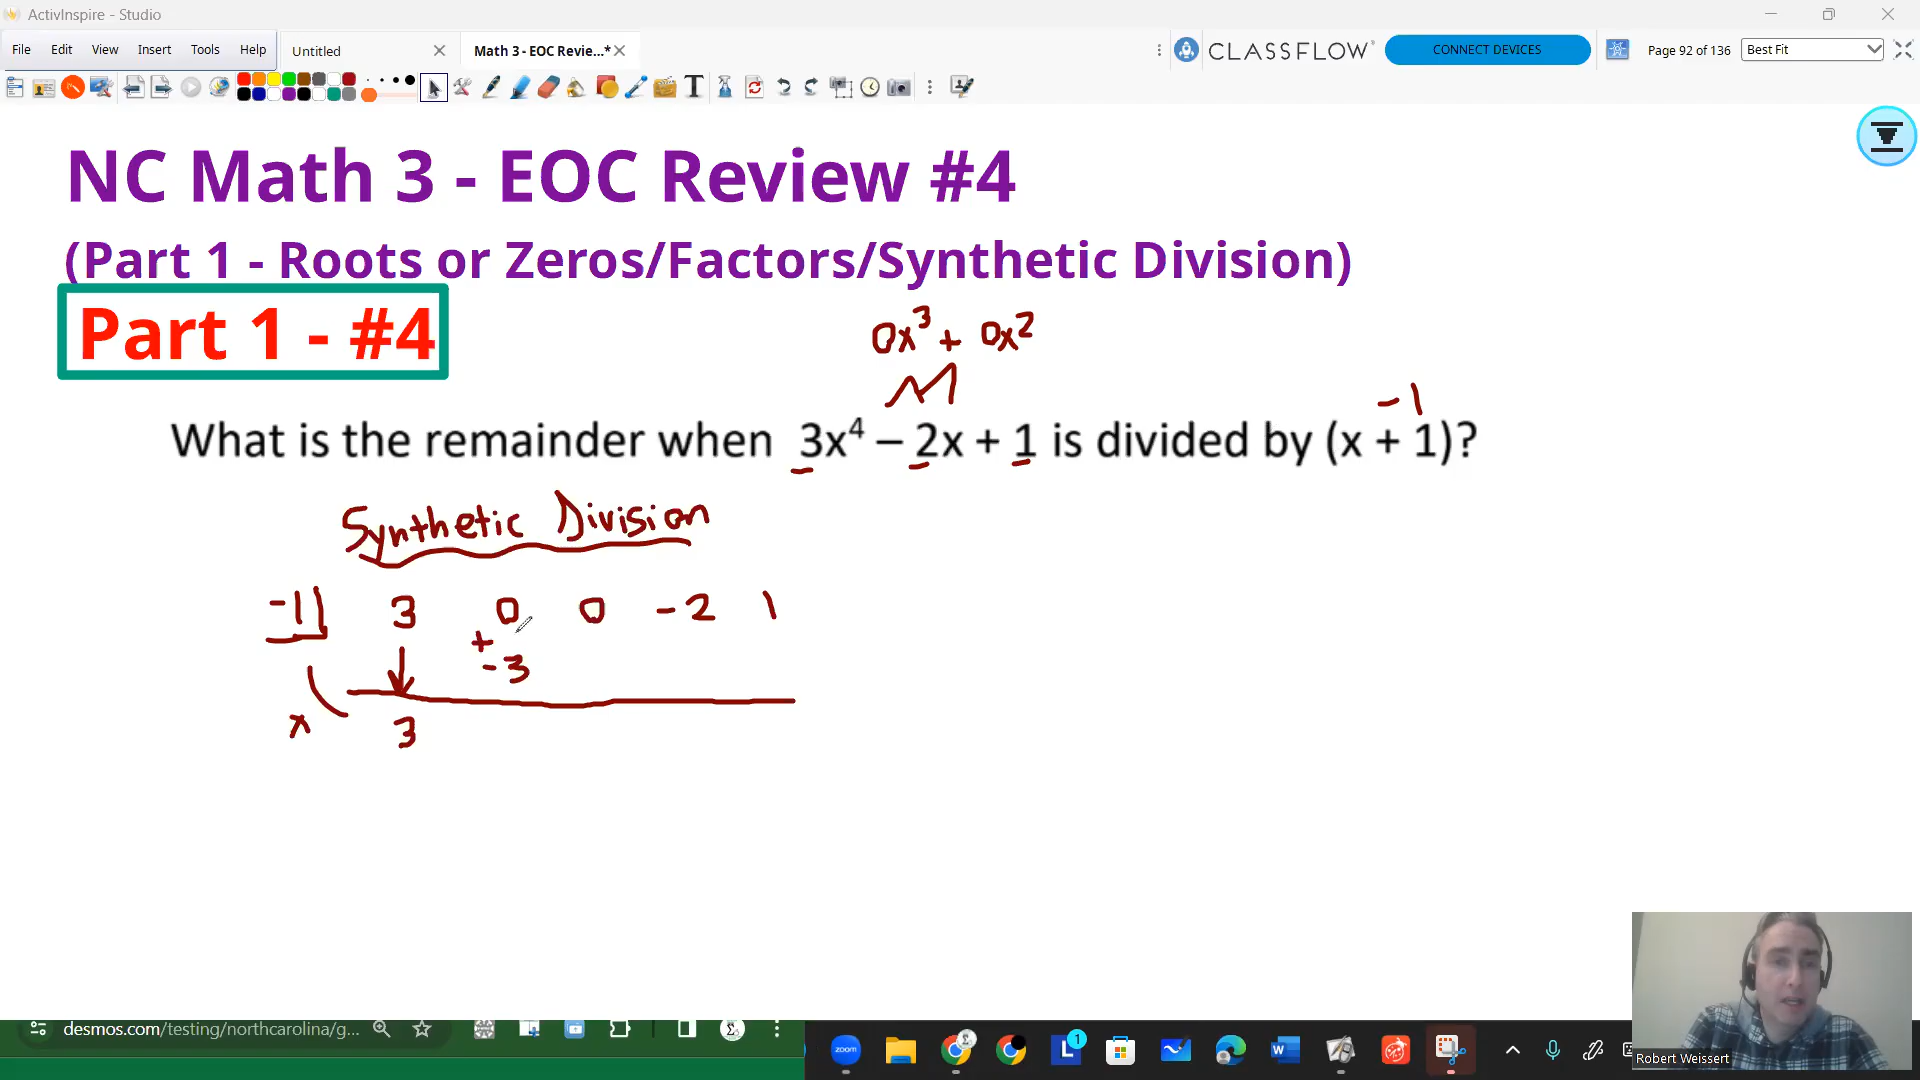 ActivInspire - Studio
File Edit View Insert Tools Help
Untitled
Math 3 - EOC Revie...*
CLASSFLOW
CONNECT DEVICES
Page 92 of 136
Best Fit
T
NC Math 3 - EOC Review #4
(Part 1 - Roots or Zeros/Factors/Synthetic Division)
Part 1 - #4
0x³ + 0x²
-1
What is the remainder when 3x⁴ – 2x + 1 is divided by (x + 1)?
Synthetic Division
-1| 3 0 0 -2 1
+
-3
x 3
desmos.com/testing/northcarolina/g...
zoom
L
1
W
Robert Weissert